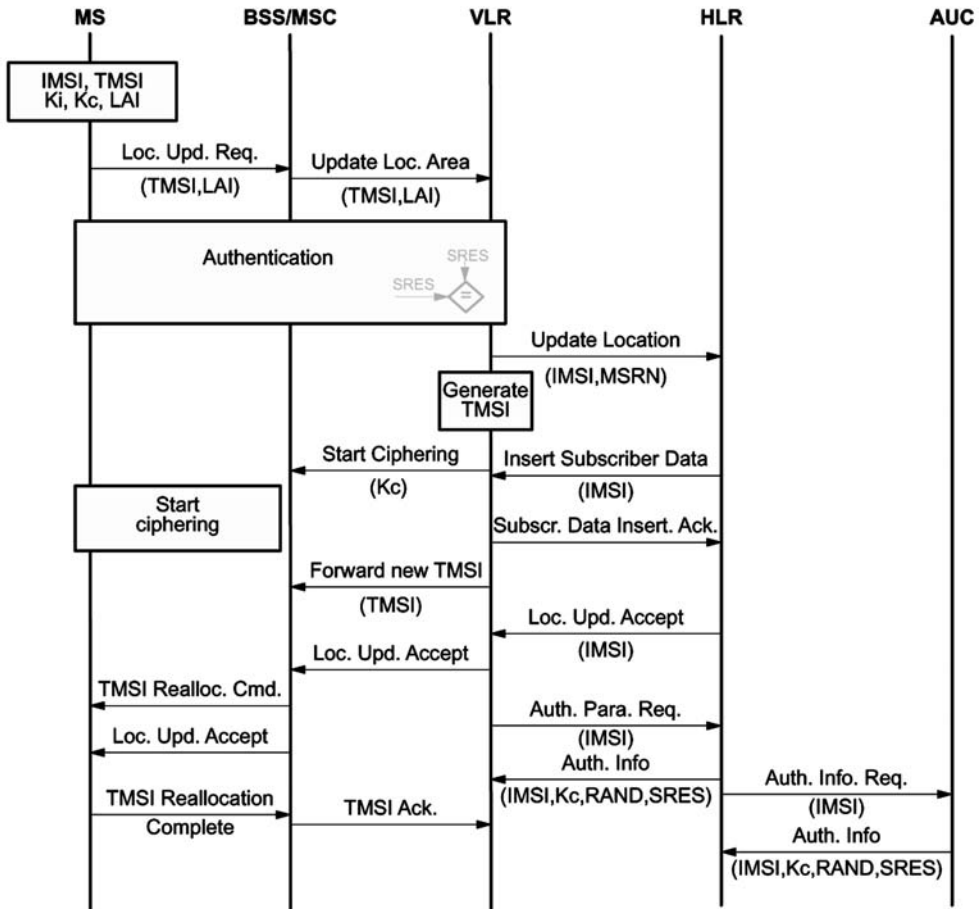 MS BSS/MSC VLR HLR AUC
IMSI, TMSI
Ki, Kc, LAI
Loc. Upd. Req.
(TMSI,LAI)
Update Loc. Area
(TMSI,LAI)
Authentication
SRES
SRES
=
Update Location
(IMSI,MSRN)
Generate
TMSI
Start Ciphering
(Kc)
Insert Subscriber Data
(IMSI)
Start
ciphering
Subscr. Data Insert. Ack.
Forward new TMSI
(TMSI)
Loc. Upd. Accept
(IMSI)
Loc. Upd. Accept
TMSI Realloc. Cmd.
Auth. Para. Req.
(IMSI)
Loc. Upd. Accept
Auth. Info
(IMSI,Kc,RAND,SRES)
Auth. Info. Req.
(IMSI)
TMSI Reallocation
Complete
TMSI Ack.
Auth. Info
(IMSI,Kc,RAND,SRES)